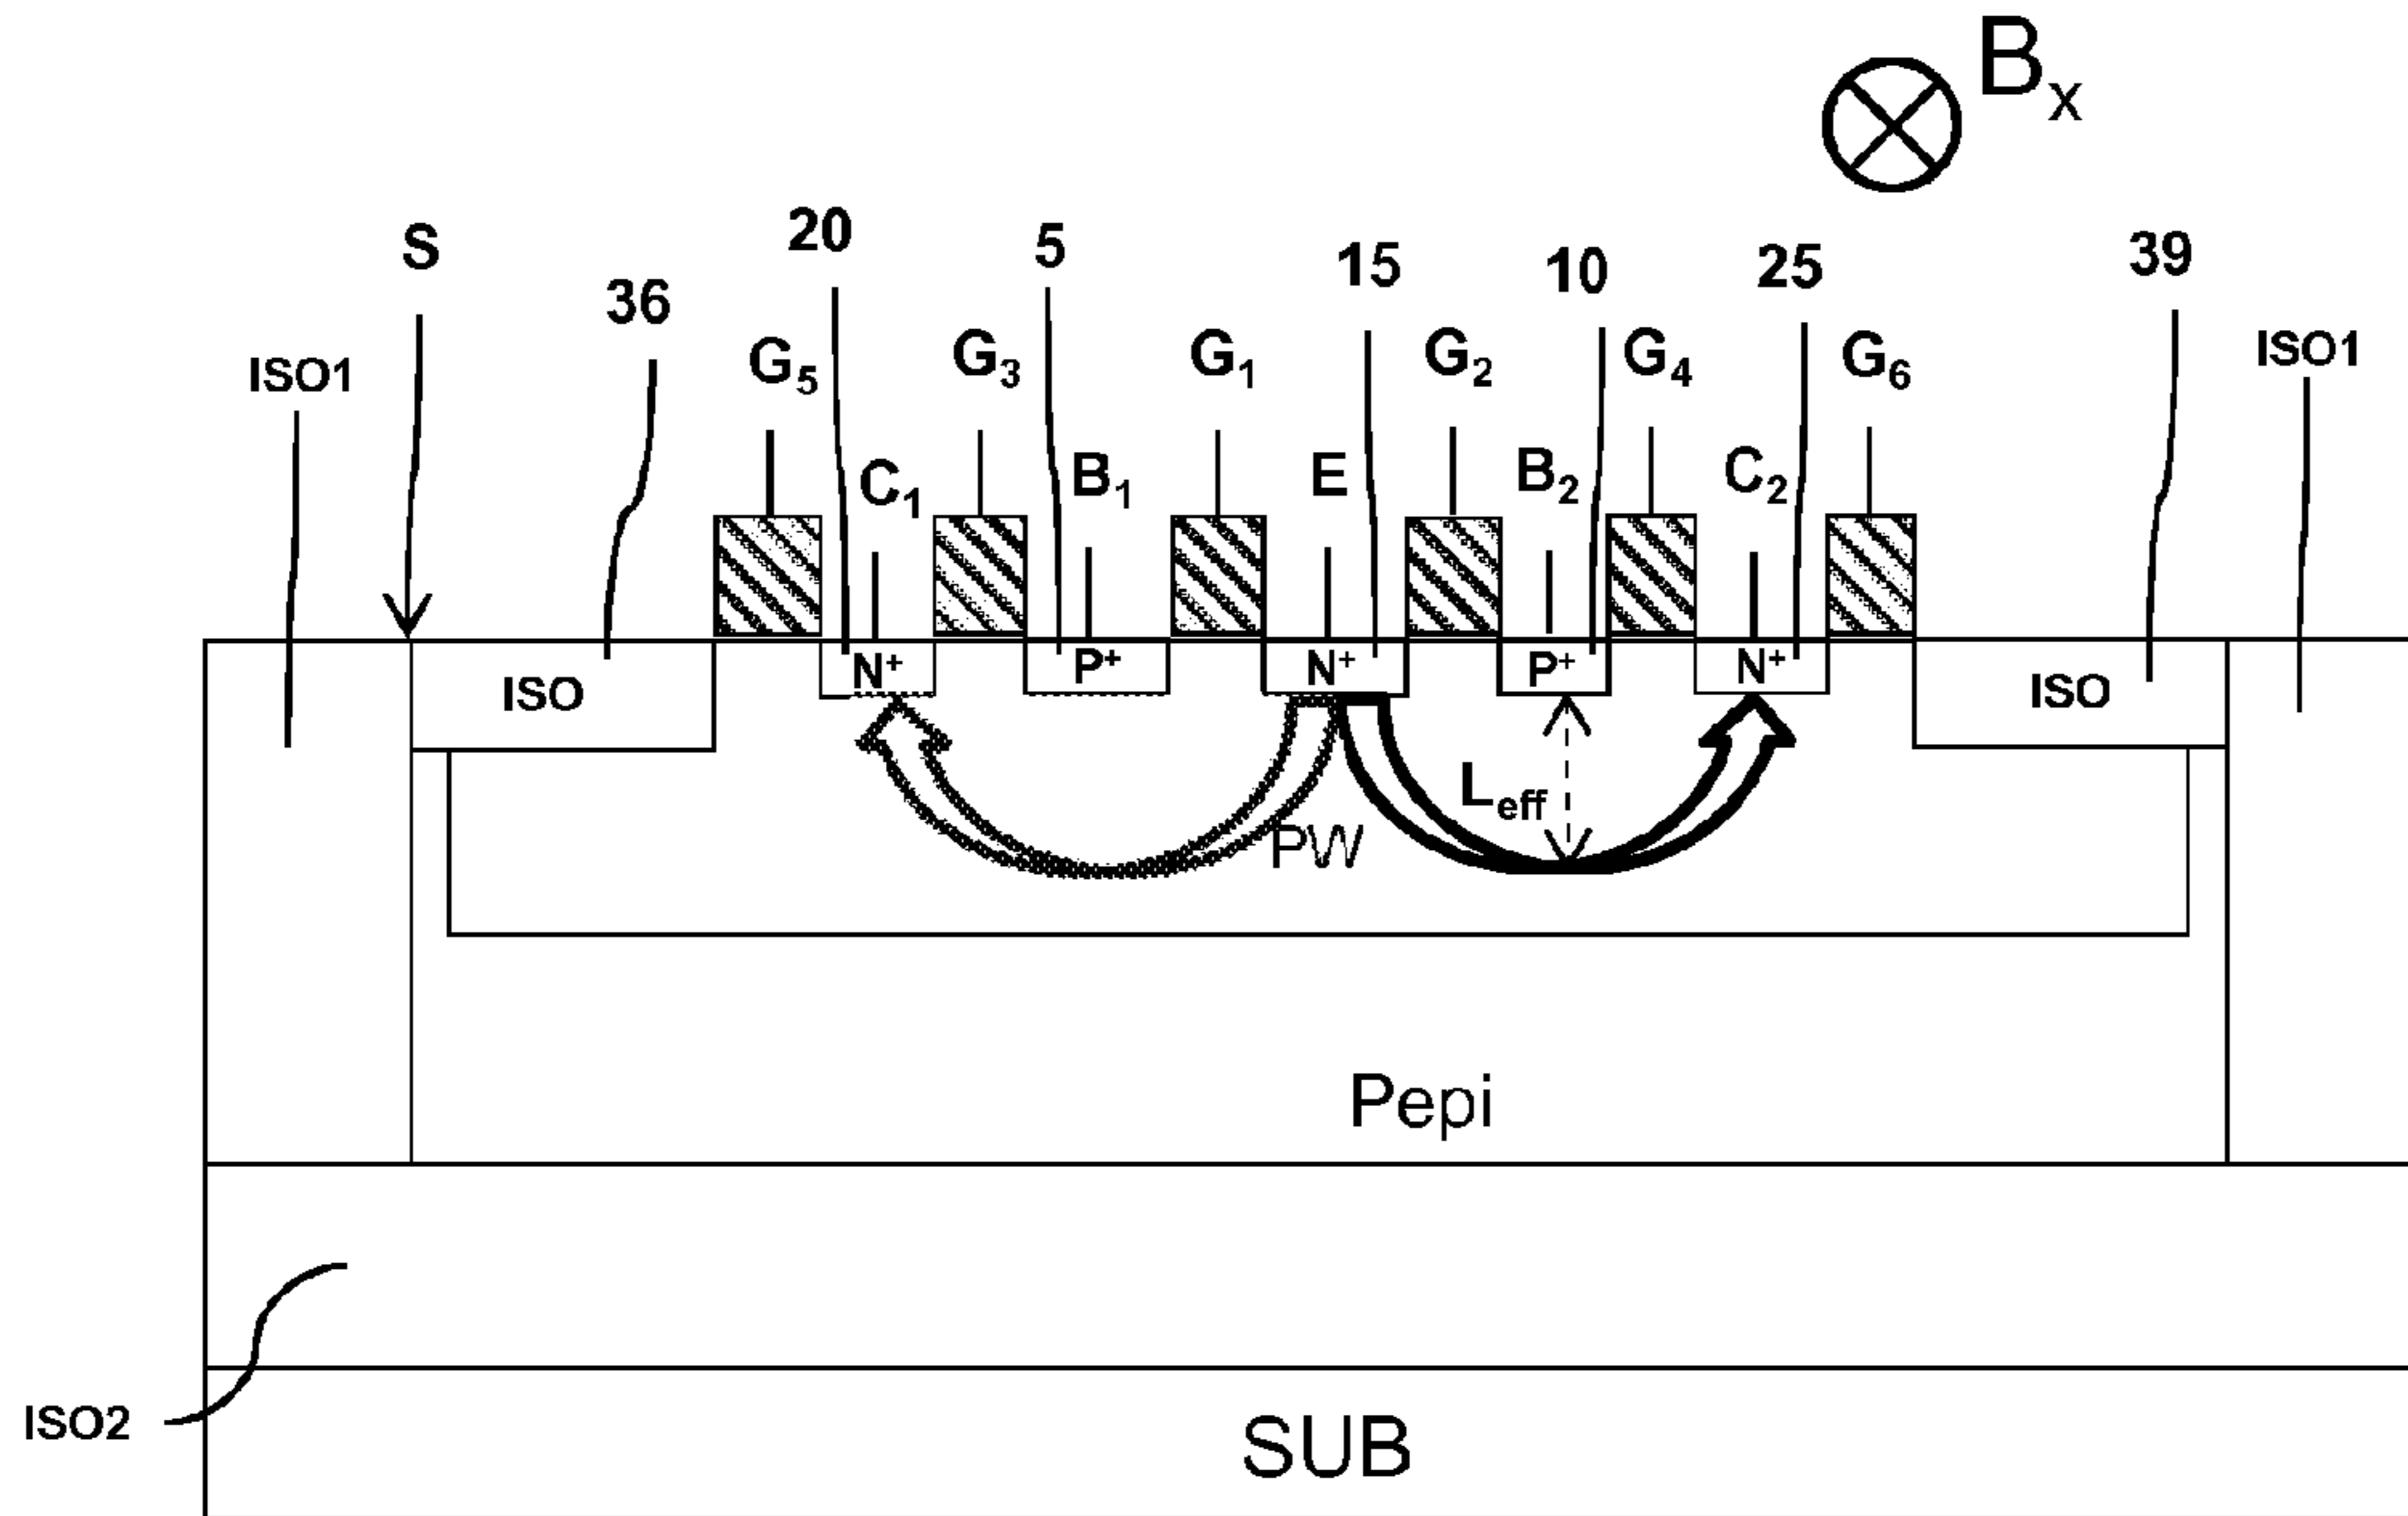 Bx
20
5
S
15
10
25
39
36
ISO1
G5
G3
G1
G2
G4
G6
ISO1
C1
B1
E
B2
C2
N+
P+
N+
P+
N+
ISO
ISO
Leff
PW
Pepi
ISO2
SUB